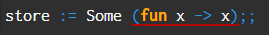 store := Some (fun x -> x);;